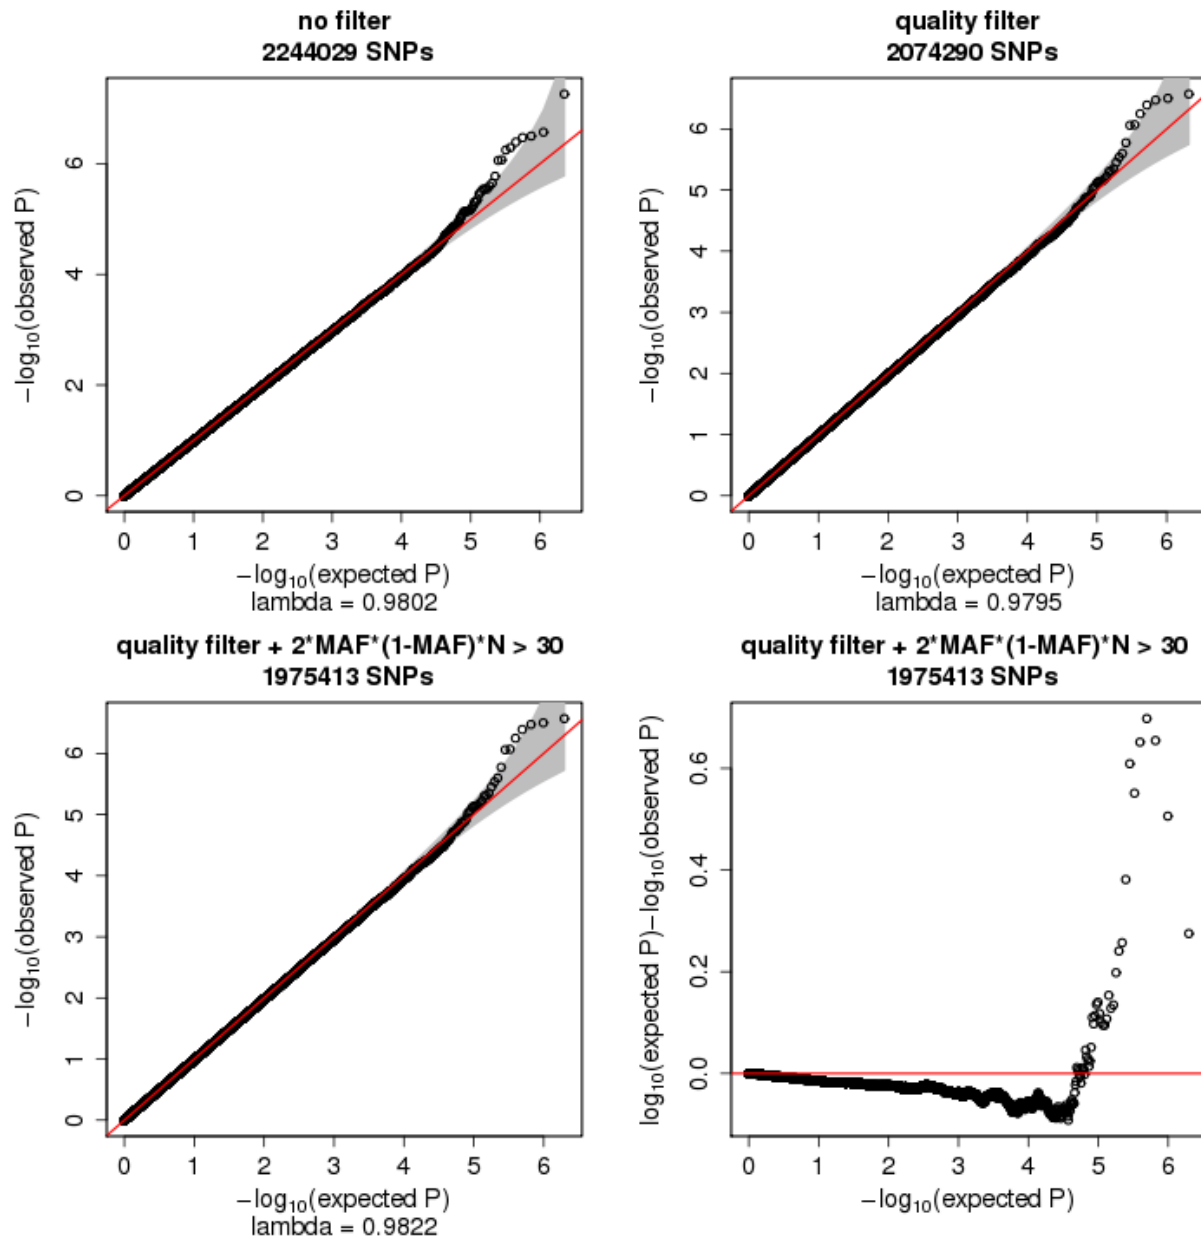 no filter
2244029 SNPs
−log10(observed P)
6
4
2
0
0 1 2 3 4 5 6
−log10(expected P)
lambda = 0.9802
quality filter
2074290 SNPs
−log10(observed P)
6
5
4
3
2
1
0
0 1 2 3 4 5 6
−log10(expected P)
lambda = 0.9795
quality filter + 2*MAF*(1-MAF)*N > 30
1975413 SNPs
−log10(observed P)
6
5
4
3
2
1
0
0 1 2 3 4 5 6
−log10(expected P)
lambda = 0.9822
quality filter + 2*MAF*(1-MAF)*N > 30
1975413 SNPs
log10(expected P)−log10(observed P)
0.6
0.4
0.2
0.0
0 1 2 3 4 5 6
−log10(expected P)